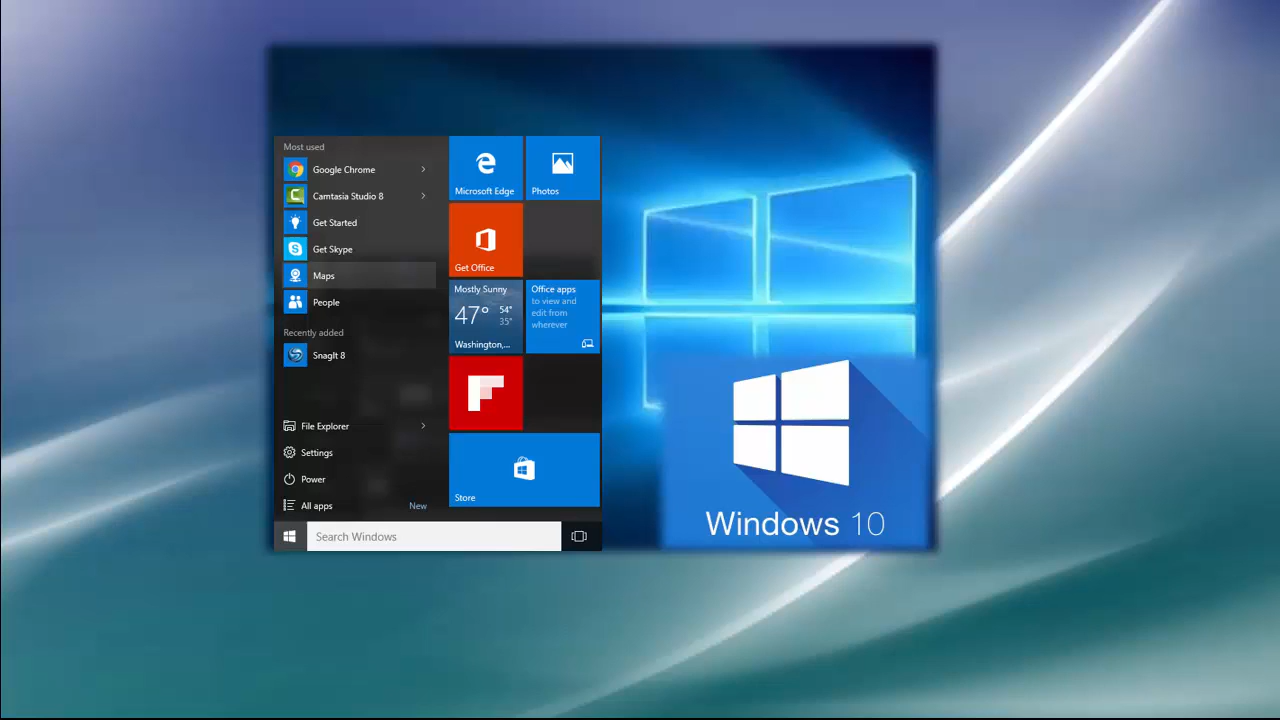 Most used
Google Chrome
Camtasia Studio 8
Get Started
Get Skype
Maps
People
Recently added
SnagIt 8
File Explorer
Settings
Power
All apps New
Search Windows
Microsoft Edge
Photos
Get Office
Mostly Sunny
47° 54°
35°
Washington,...
Office apps
to view and
edit from
wherever
Store
Windows 10